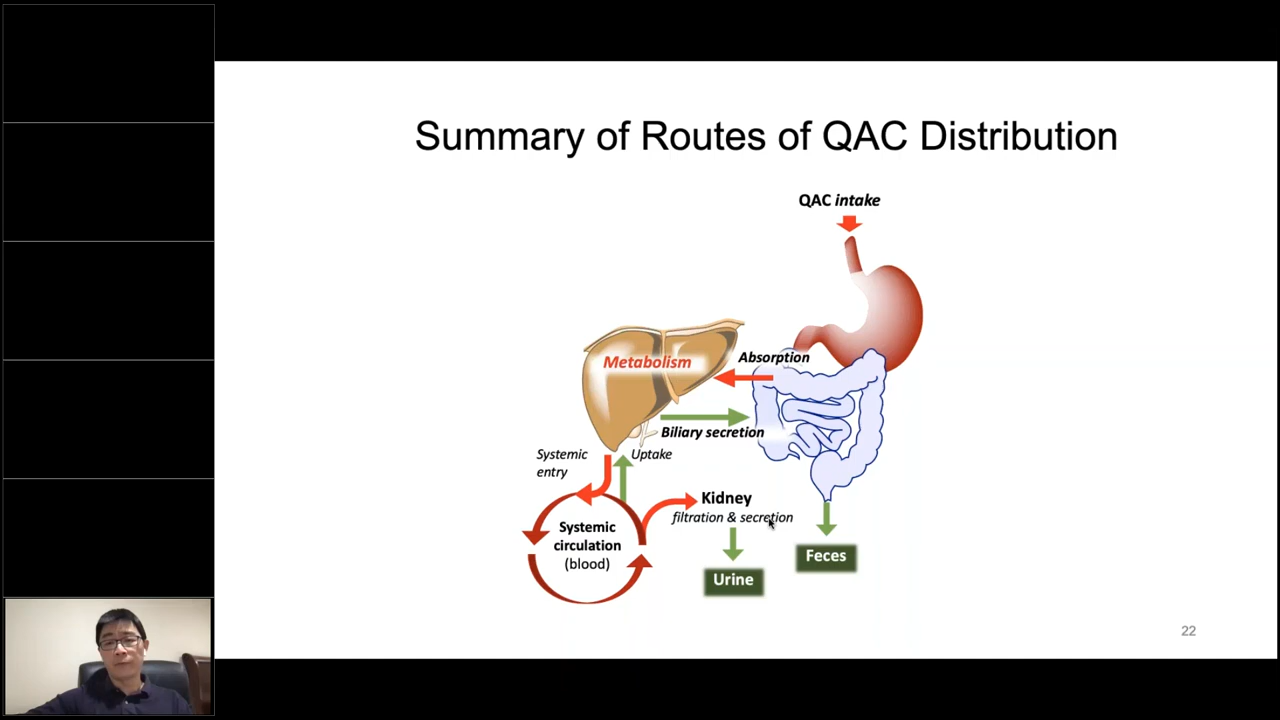 Summary of Routes of QAC Distribution
QAC intake
Metabolism
Absorption
Biliary secretion
Systemic
entry
Uptake
Kidney
filtration & secretion
Systemic
circulation
(blood)
Urine
Feces
22